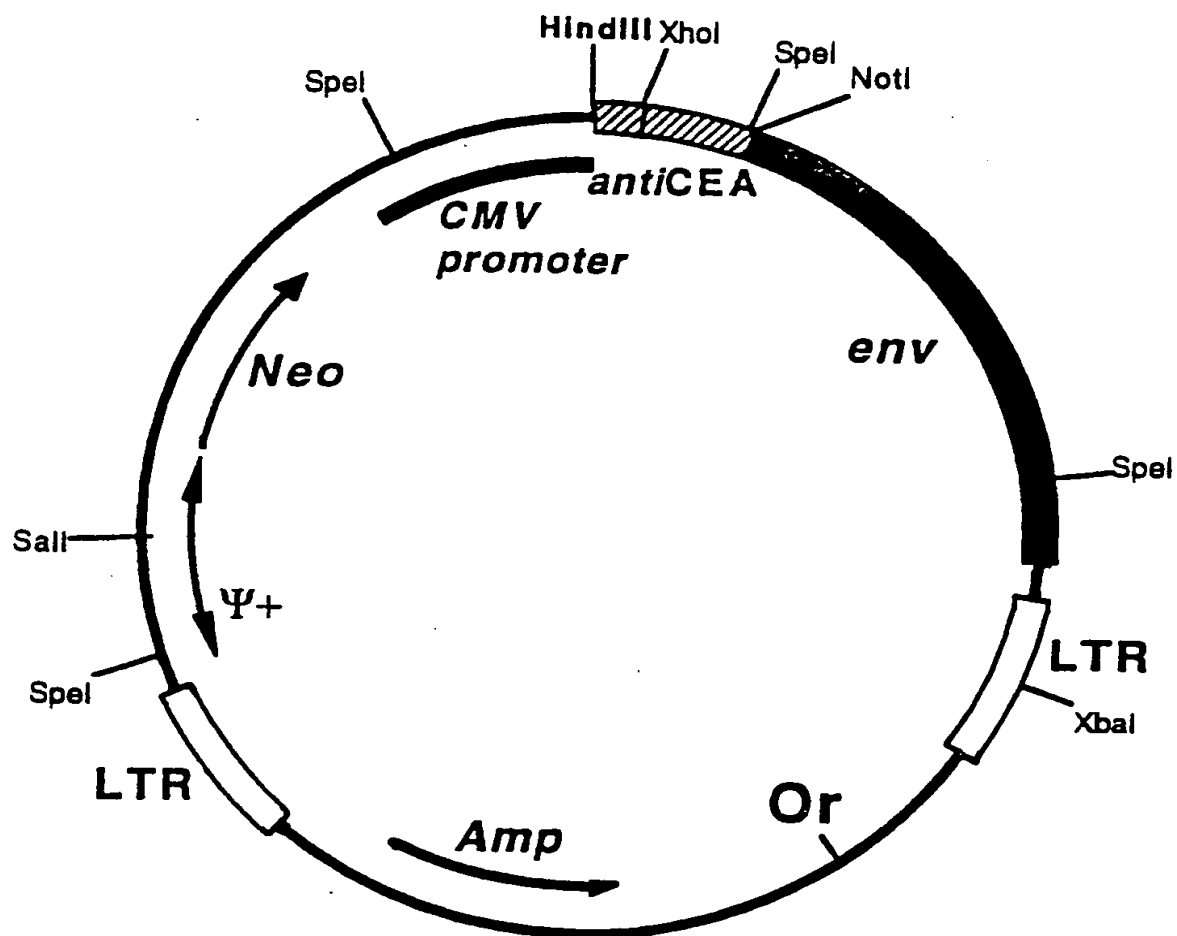 HindIII XhoI
SpeI
SpeI
NotI
antiCEA
CMV
promoter
env
Neo
SpeI
SalI
Ψ+
SpeI
LTR
XbaI
LTR
Or
Amp